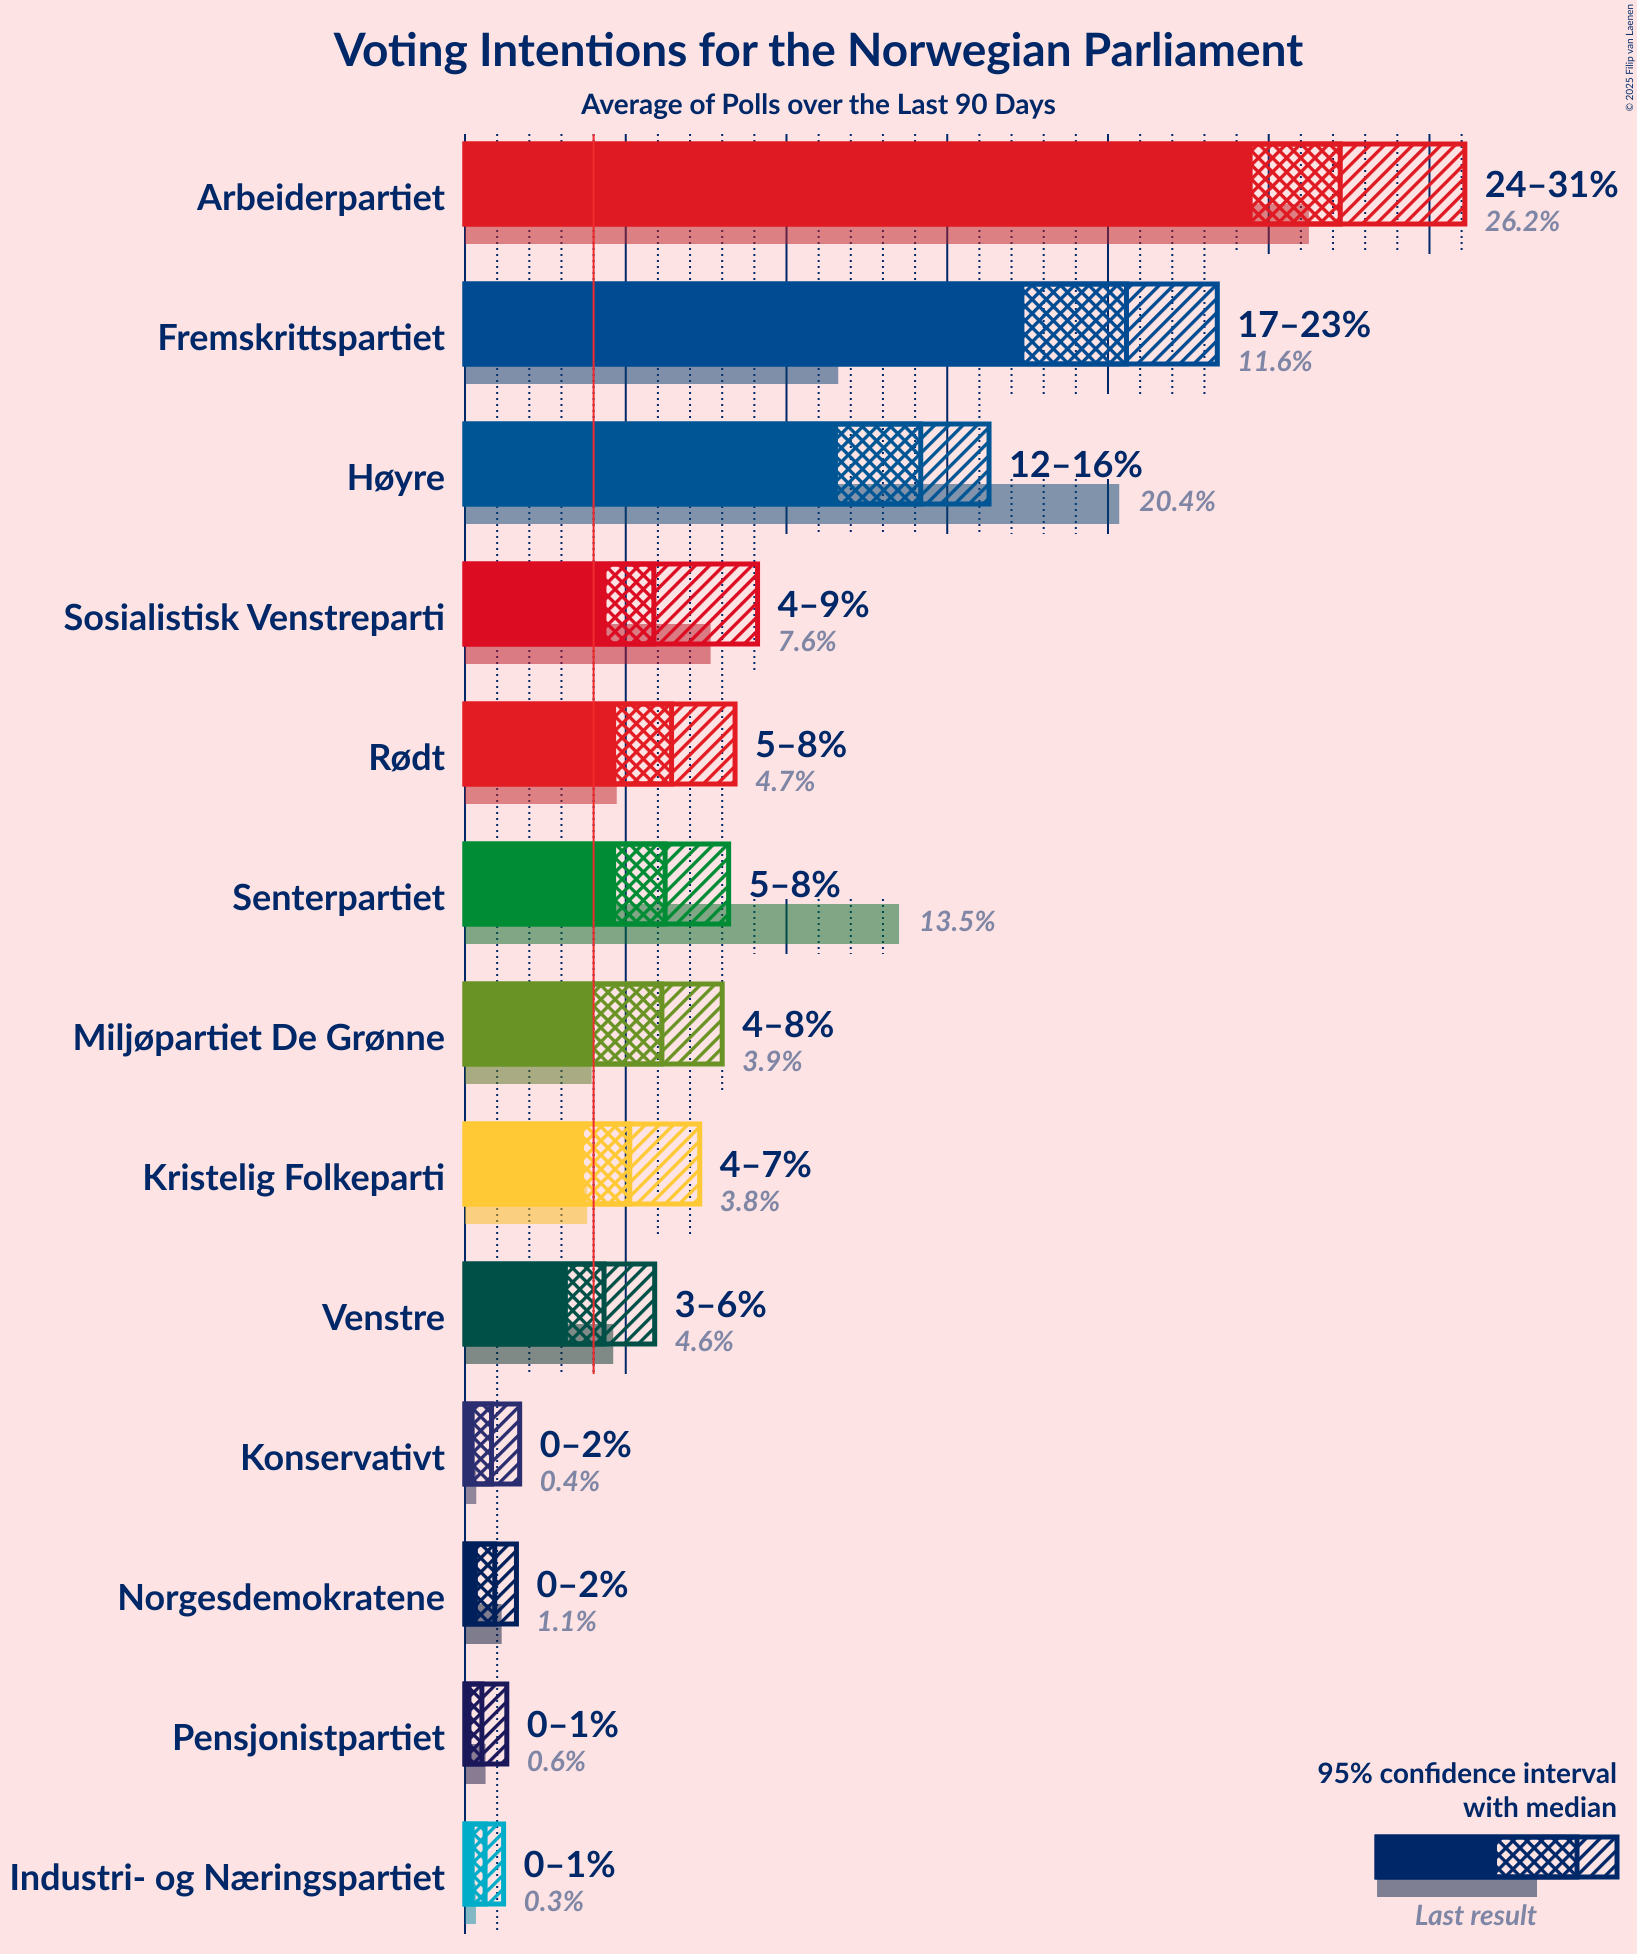 © 2025 Filip van Laenen
Voting Intentions for the Norwegian Parliament
Average of Polls over the Last 90 Days
Arbeiderpartiet
24–31%
26.2%
Fremskrittspartiet
17–23%
11.6%
Høyre
12–16%
20.4%
Sosialistisk Venstreparti
4–9%
7.6%
Rødt
5–8%
4.7%
Senterpartiet
5–8%
13.5%
Miljøpartiet De Grønne
4–8%
3.9%
Kristelig Folkeparti
4–7%
3.8%
Venstre
3–6%
4.6%
Konservativt
0–2%
0.4%
Norgesdemokratene
0–2%
1.1%
Pensjonistpartiet
0–1%
0.6%
Industri- og Næringspartiet
0–1%
0.3%
95% confidence interval
with median
Last result